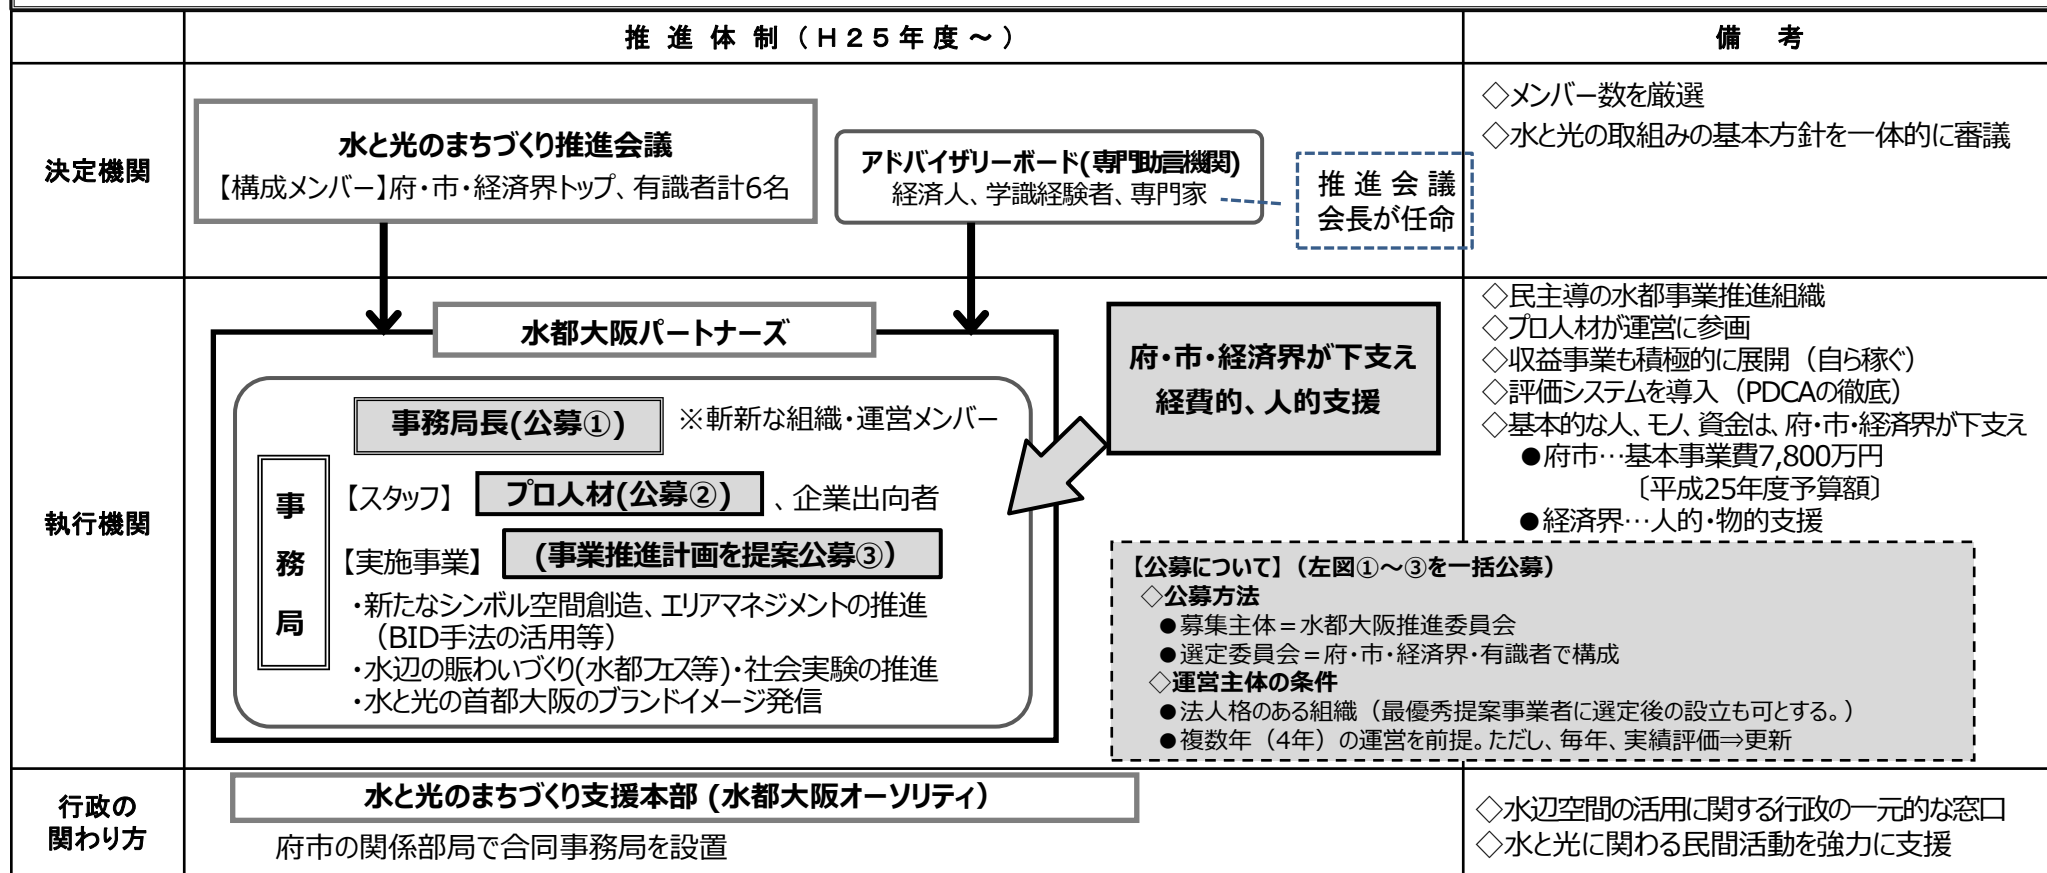 推進体制(H25年度～)
備考
決定機関
水と光のまちづくり推進会議
【構成メンバー】府・市・経済界トップ、有識者計6名
アドバイザリーボード(専門助言機関)
経済人、学識経験者、専門家
推進会議
会長が任命
◇メンバー数を厳選
◇水と光の取組みの基本方針を一体的に審議
執行機関
水都大阪パートナーズ
事務局
事務局長(公募①)
※斬新な組織・運営メンバー
【スタッフ】 プロ人材(公募②) 、企業出向者
【実施事業】 (事業推進計画を提案公募③)
・新たなシンボル空間創造、エリアマネジメントの推進
（BID手法の活用等）
・水辺の賑わいづくり(水都フェス等)・社会実験の推進
・水と光の首都大阪のブランドイメージ発信
府・市・経済界が下支え
経費的、人的支援
◇民主導の水都事業推進組織
◇プロ人材が運営に参画
◇収益事業も積極的に展開（自ら稼ぐ）
◇評価システムを導入（PDCAの徹底）
◇基本的な人、モノ、資金は、府・市・経済界が下支え
●府市…基本事業費7,800万円
〔平成25年度予算額〕
●経済界…人的・物的支援
【公募について】（左図①～③を一括公募）
◇公募方法
●募集主体＝水都大阪推進委員会
●選定委員会＝府・市・経済界・有識者で構成
◇運営主体の条件
●法人格のある組織（最優秀提案事業者に選定後の設立も可とする。）
●複数年（4年）の運営を前提。ただし、毎年、実績評価⇒更新
行政の
関わり方
水と光のまちづくり支援本部 (水都大阪オーソリティ)
府市の関係部局で合同事務局を設置
◇水辺空間の活用に関する行政の一元的な窓口
◇水と光に関わる民間活動を強力に支援